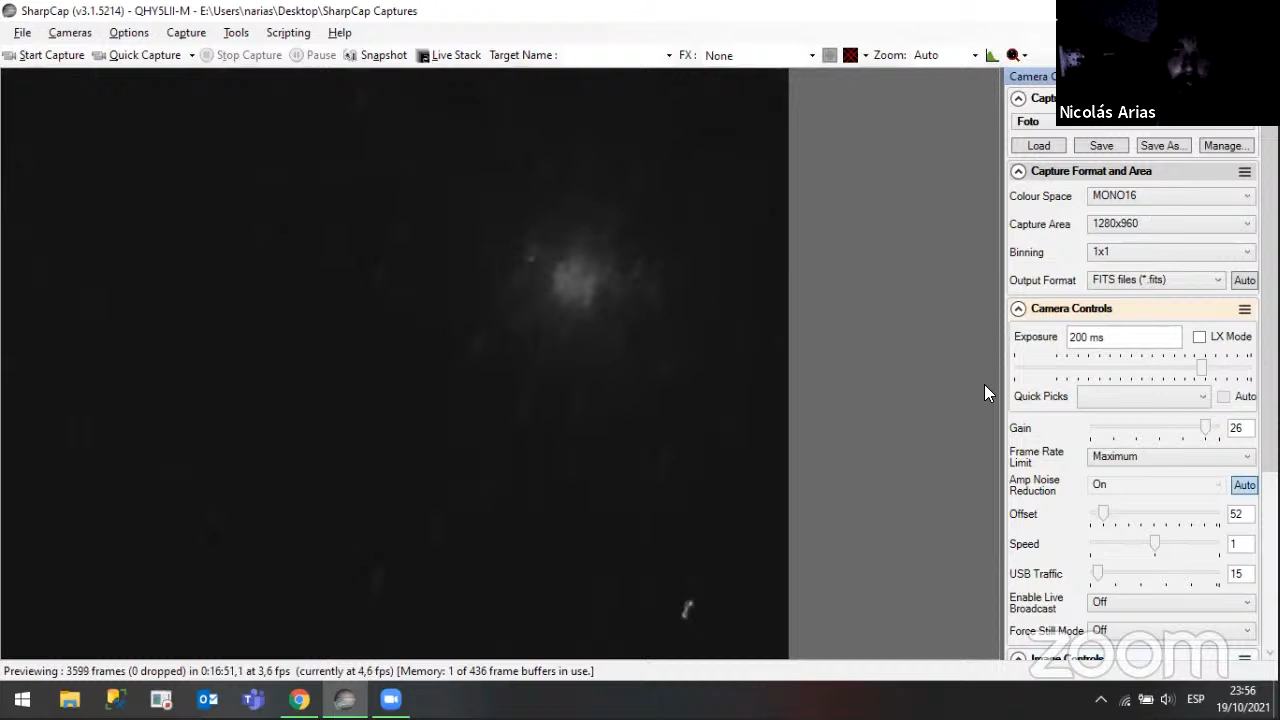 SharpCap (v3.1.5214) - QHY5LII-M - E:\Users\narias\Desktop\SharpCap Captures
File Cameras Options Capture Tools Scripting Help
Start Capture Quick Capture Stop Capture Pause Snapshot Live Stack Target Name : FX : None Zoom: Auto
Nicolás Arias
Camera C
Capt
Foto
Load Save Save As... Manage...
Capture Format and Area
Colour Space MONO16
Capture Area 1280x960
Binning 1x1
Output Format FITS files (*.fits) Auto
Camera Controls
Exposure 200 ms LX Mode
Quick Picks Auto
Gain 26
Frame Rate Limit Maximum
Amp Noise Reduction On Auto
Offset 52
Speed 1
USB Traffic 15
Enable Live Broadcast Off
Force Still Mode Off
Image Controls
zoom
Previewing : 3599 frames (0 dropped) in 0:16:51,1 at 3,6 fps (currently at 4,6 fps) [Memory: 1 of 436 frame buffers in use.]
ESP
23:56
19/10/2021